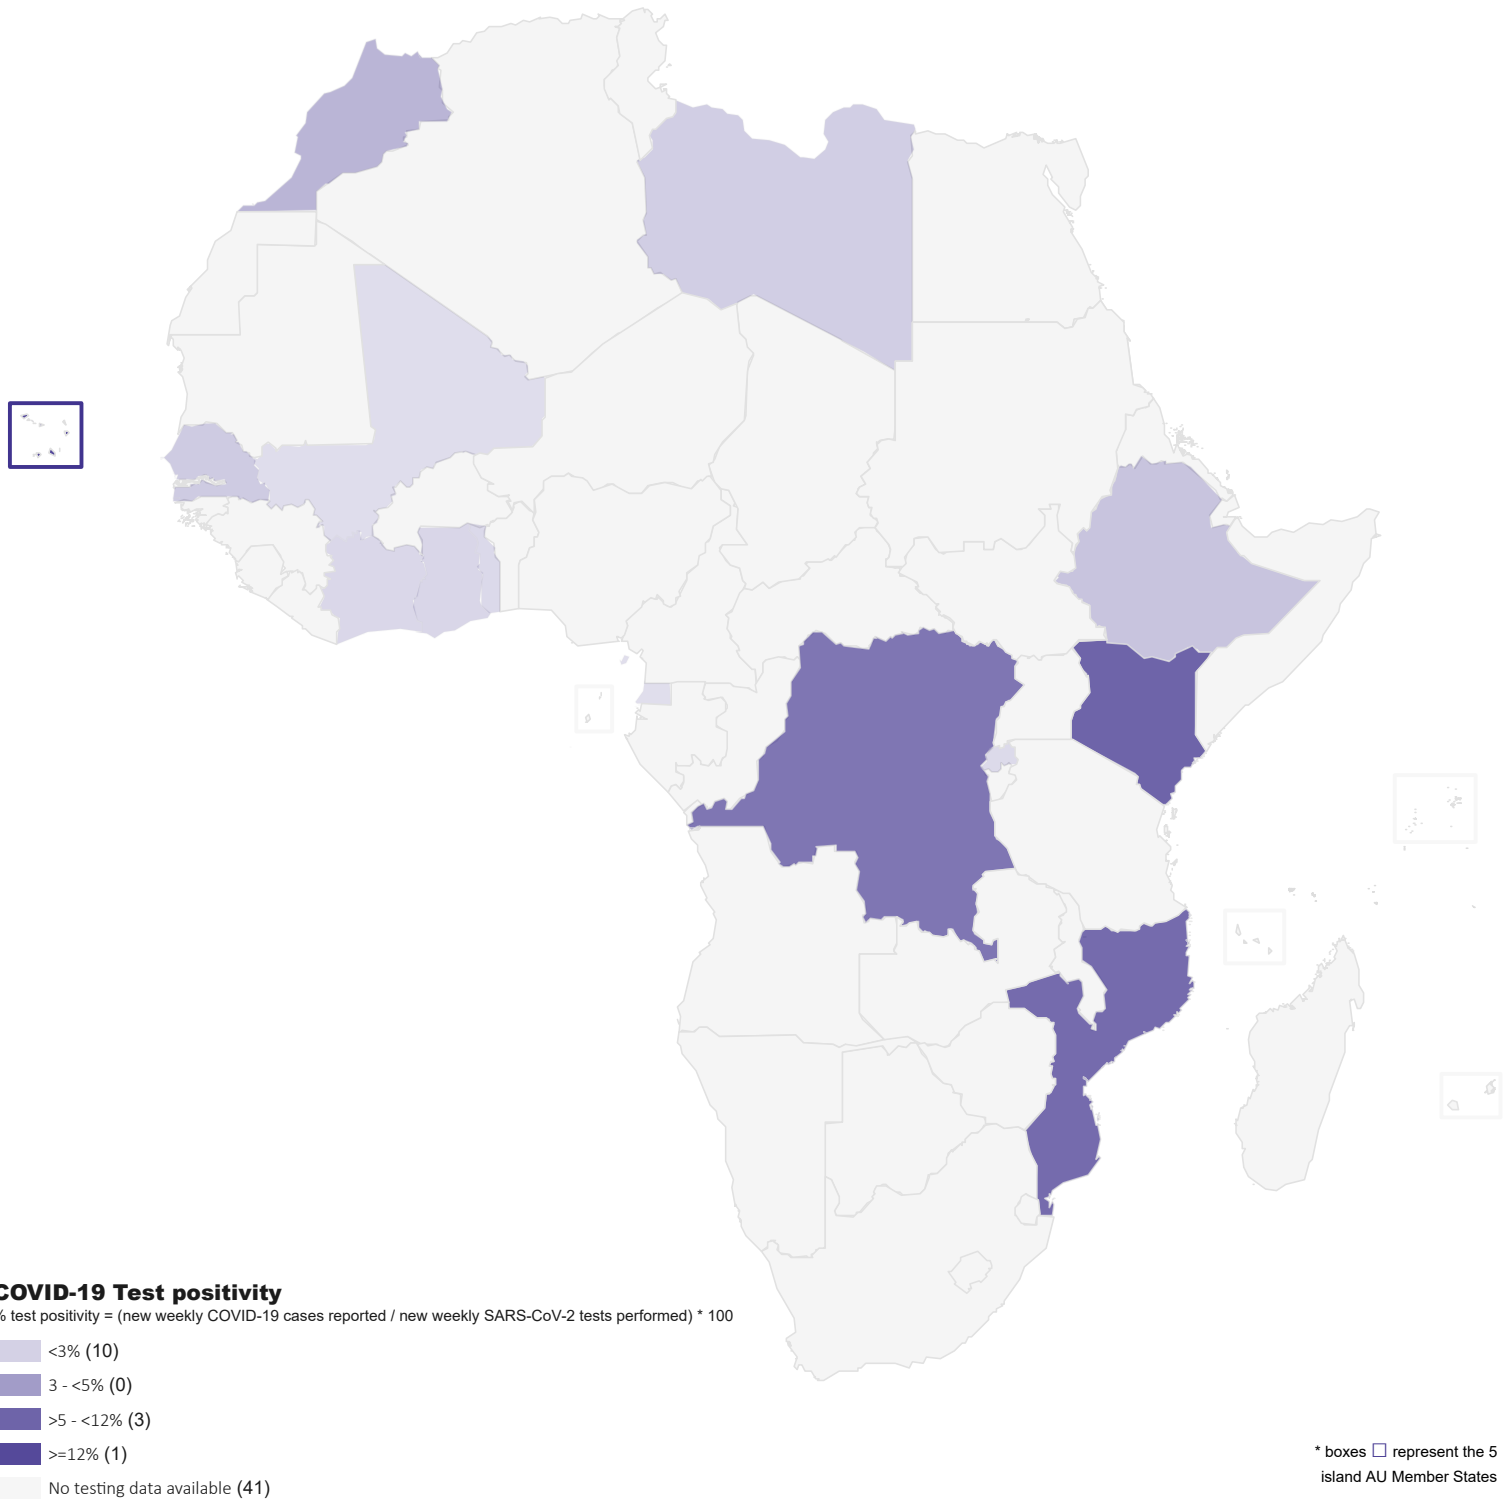 COVID-19 Test positivity
% test positivity = (new weekly COVID-19 cases reported / new weekly SARS-CoV-2 tests performed) * 100
<3% (10)
3 - <5% (0)
>5 - <12% (3)
>=12% (1)
No testing data available (41)
* boxes □ represent the 5
island AU Member States